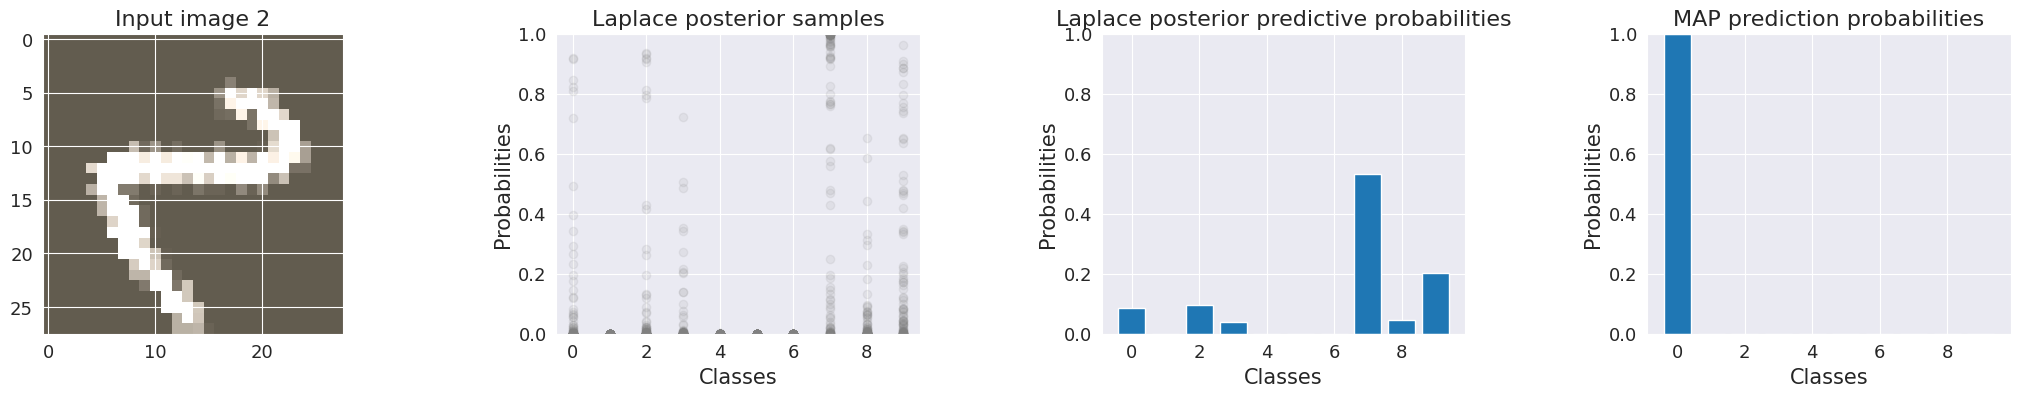 Input image 2
0
5
10
15
20
25
0 10 20
Laplace posterior samples
Probabilities
1.0
0.8
0.6
0.4
0.2
0.0
0 2 4 6 8
Classes
Laplace posterior predictive probabilities
Probabilities
1.0
0.8
0.6
0.4
0.2
0.0
0 2 4 6 8
Classes
MAP prediction probabilities
Probabilities
1.0
0.8
0.6
0.4
0.2
0.0
0 2 4 6 8
Classes